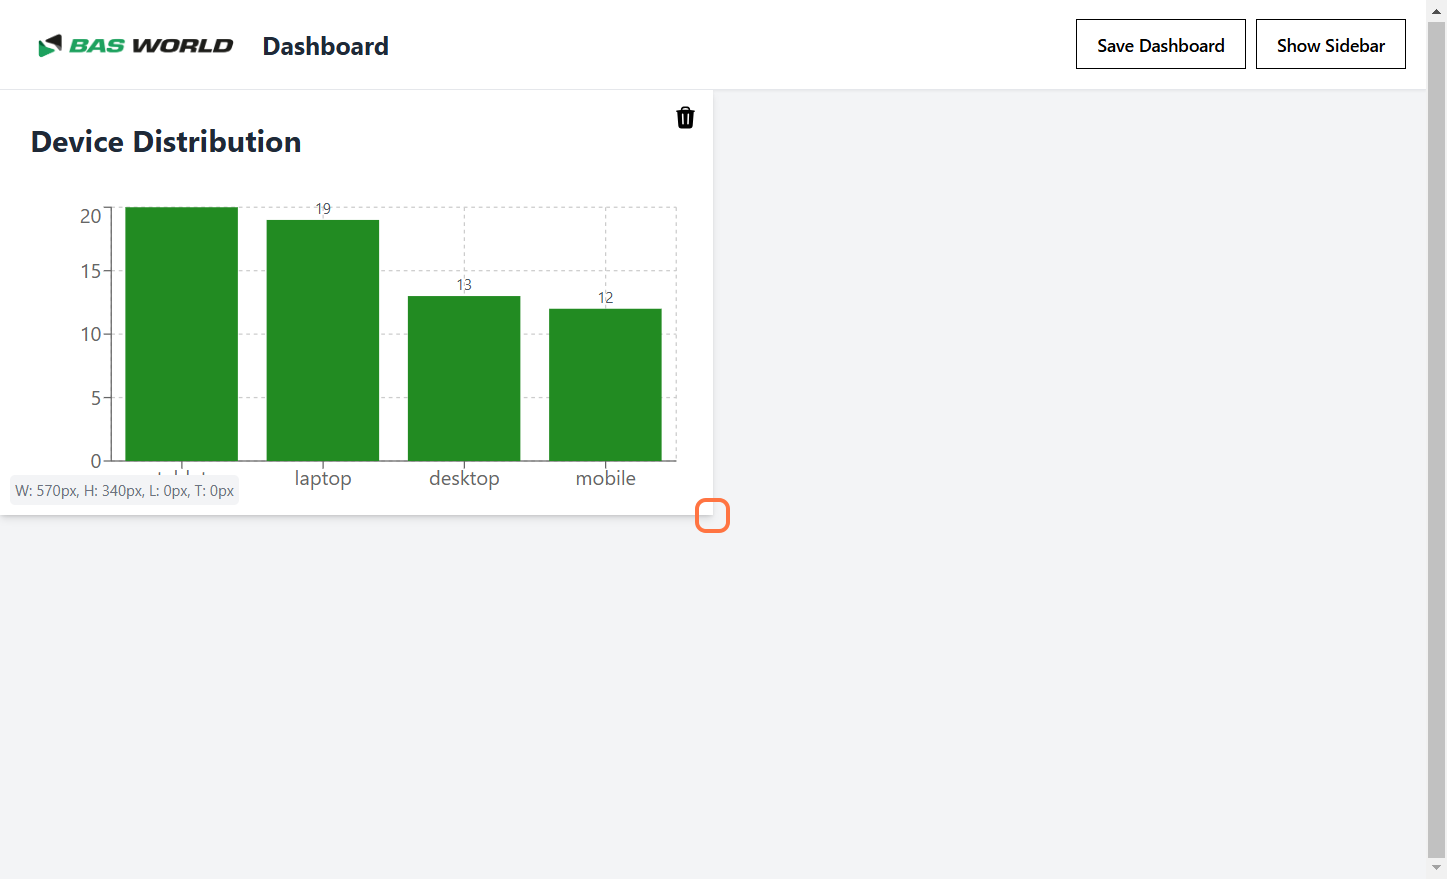 BAS WORLD
Dashboard
Save Dashboard
Show Sidebar
Device Distribution
20
15
10
5
0
19
13
12
laptop
desktop
mobile
W: 570px, H: 340px, L: 0px, T: 0px